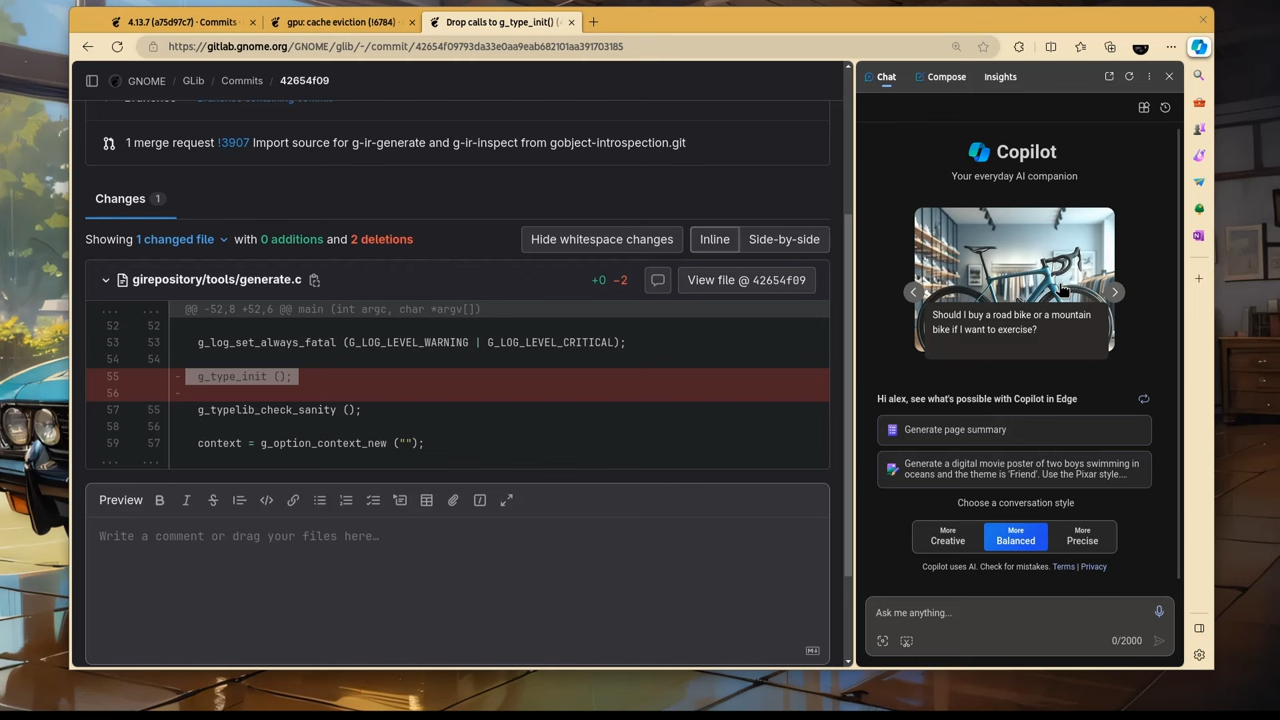 4.13.7 (a75d97c7) · Commits ·
gpu: cache eviction (!6784) ·
Drop calls to g_type_init() (
https://gitlab.gnome.org/GNOME/glib/-/commit/42654f09793da33e0aa9eab682101aa391703185
GNOME / GLib / Commits / 42654f09
1 merge request !3907 Import source for g-ir-generate and g-ir-inspect from gobject-introspection.git
Changes 1
Showing 1 changed file with 0 additions and 2 deletions
Hide whitespace changes
Inline
Side-by-side
girepository/tools/generate.c
+0 −2
View file @ 42654f09
... ... @@ -52,8 +52,6 @@ main (int argc, char *argv[])
52 52
53 53 g_log_set_always_fatal (G_LOG_LEVEL_WARNING | G_LOG_LEVEL_CRITICAL);
54 54
55 - g_type_init ();
56 -
57 55 g_typelib_check_sanity ();
58 56
59 57 context = g_option_context_new ("");
... ...
Preview
Write a comment or drag your files here…
Chat
Compose
Insights
Copilot
Your everyday AI companion
Should I buy a road bike or a mountain
bike if I want to exercise?
Hi alex, see what's possible with Copilot in Edge
Generate page summary
Generate a digital movie poster of two boys swimming in
oceans and the theme is 'Friend'. Use the Pixar style....
Choose a conversation style
More
Creative
More
Balanced
More
Precise
Copilot uses AI. Check for mistakes. Terms | Privacy
Ask me anything...
0/2000